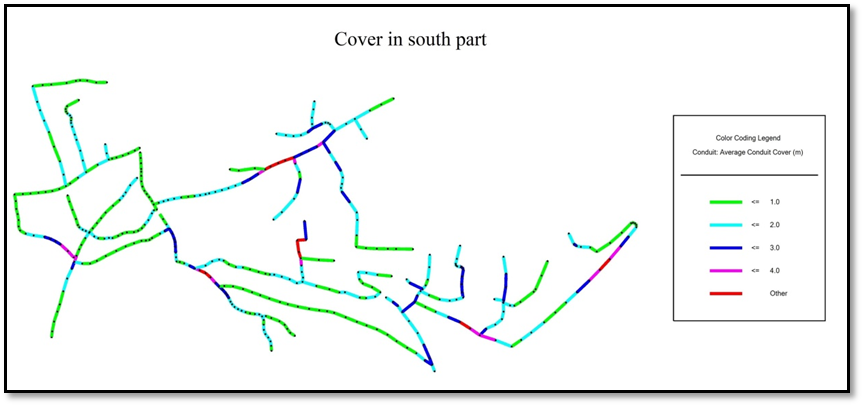 Cover in south part
Color Coding Legend
Conduit: Average Conduit Cover (m)
<= 1.0
<= 2.0
<= 3.0
<= 4.0
Other